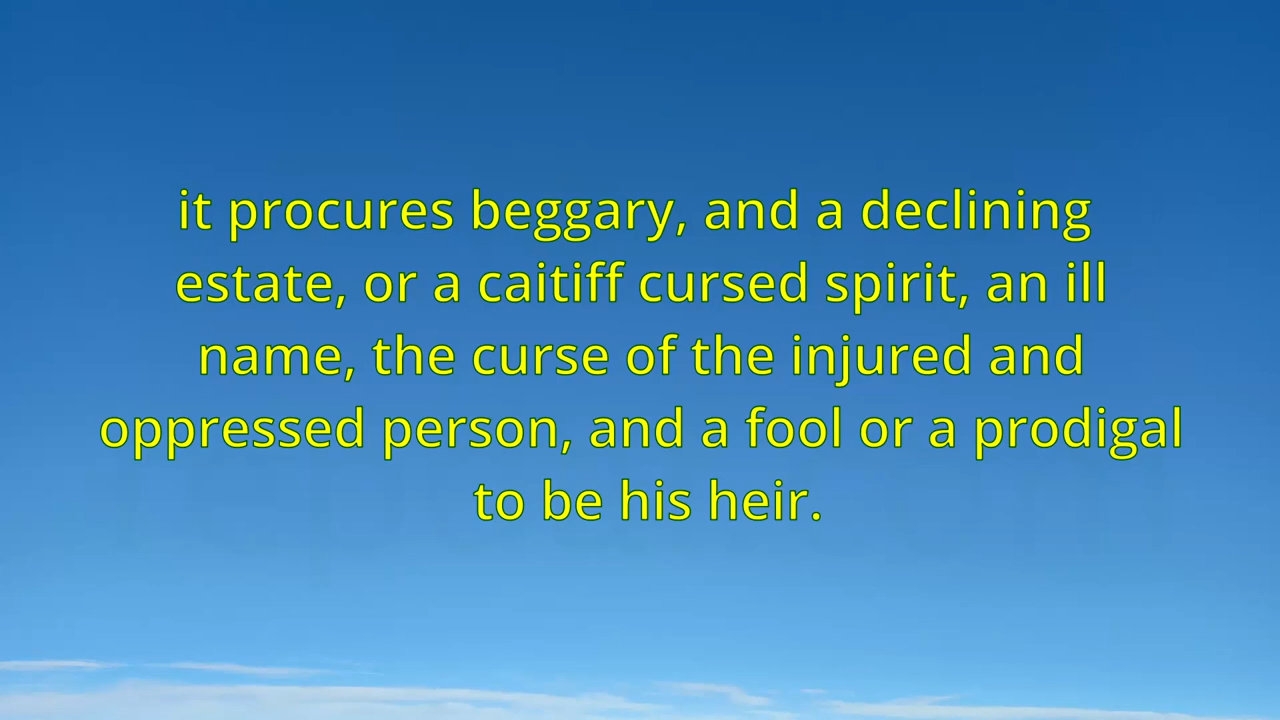 it procures beggary, and a declining
estate, or a caitiff cursed spirit, an ill
name, the curse of the injured and
oppressed person, and a fool or a prodigal
to be his heir.